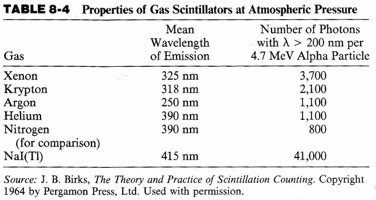 TABLE 8-4 Properties of Gas Scintillators at Atmospheric Pressure
Mean Number of Photons
Wavelength with λ > 200 nm per
Gas of Emission 4.7 MeV Alpha Particle
Xenon 325 nm 3,700
Krypton 318 nm 2,100
Argon 250 nm 1,100
Helium 390 nm 1,100
Nitrogen 390 nm 800
(for comparison)
NaI(Tl) 415 nm 41,000
Source: J. B. Birks, The Theory and Practice of Scintillation Counting. Copyright
1964 by Pergamon Press, Ltd. Used with permission.